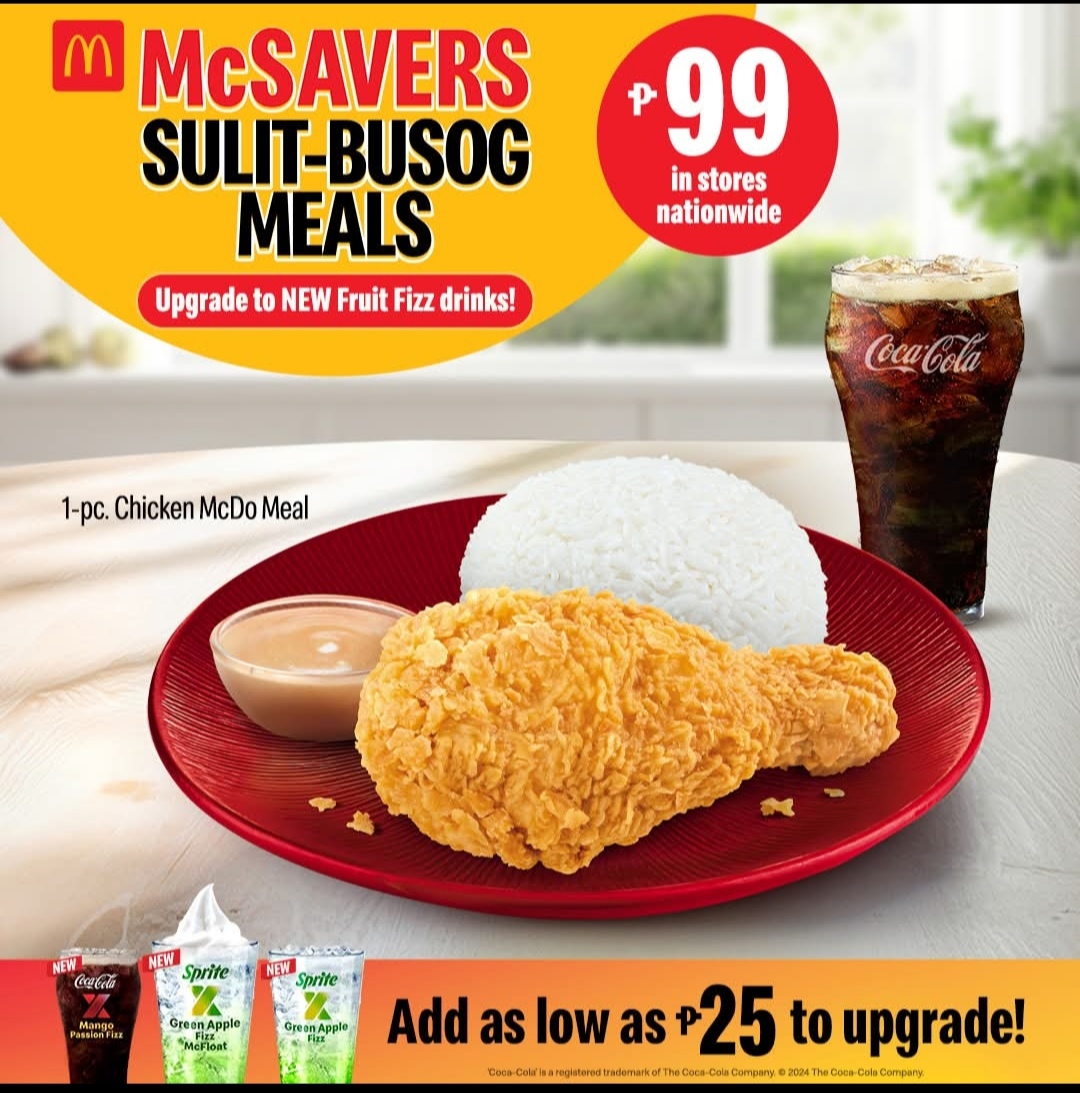 McSAVERS
SULIT-BUSOG
MEALS
Upgrade to NEW Fruit Fizz drinks!
₱99
in stores
nationwide
Coca-Cola
1-pc. Chicken McDo Meal
NEW
Coca-Cola
X
Mango
Passion Fizz
NEW
Sprite
X
Green Apple
Fizz
McFloat
NEW
Sprite
X
Green Apple
Fizz
Add as low as ₱25 to upgrade!
'Coca-Cola' is a registered trademark of The Coca-Cola Company. © 2024 The Coca-Cola Company.